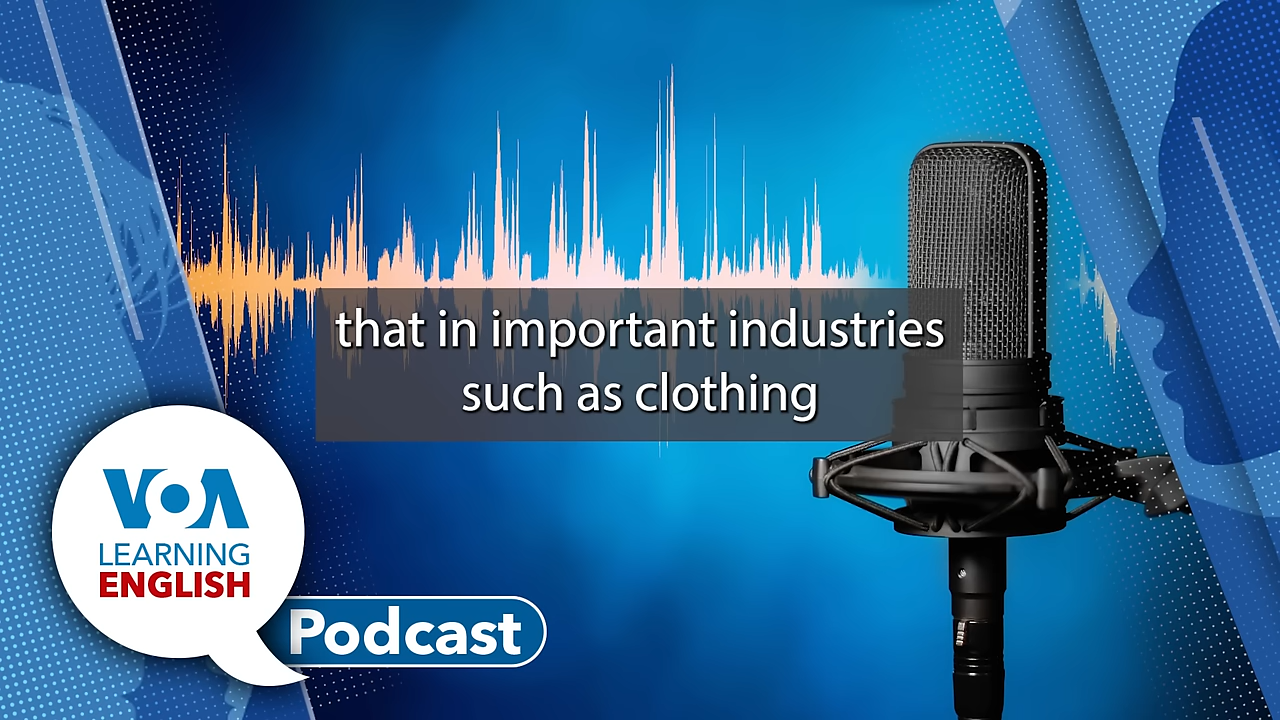 that in important industries
such as clothing
VOA
LEARNING
ENGLISH
Podcast